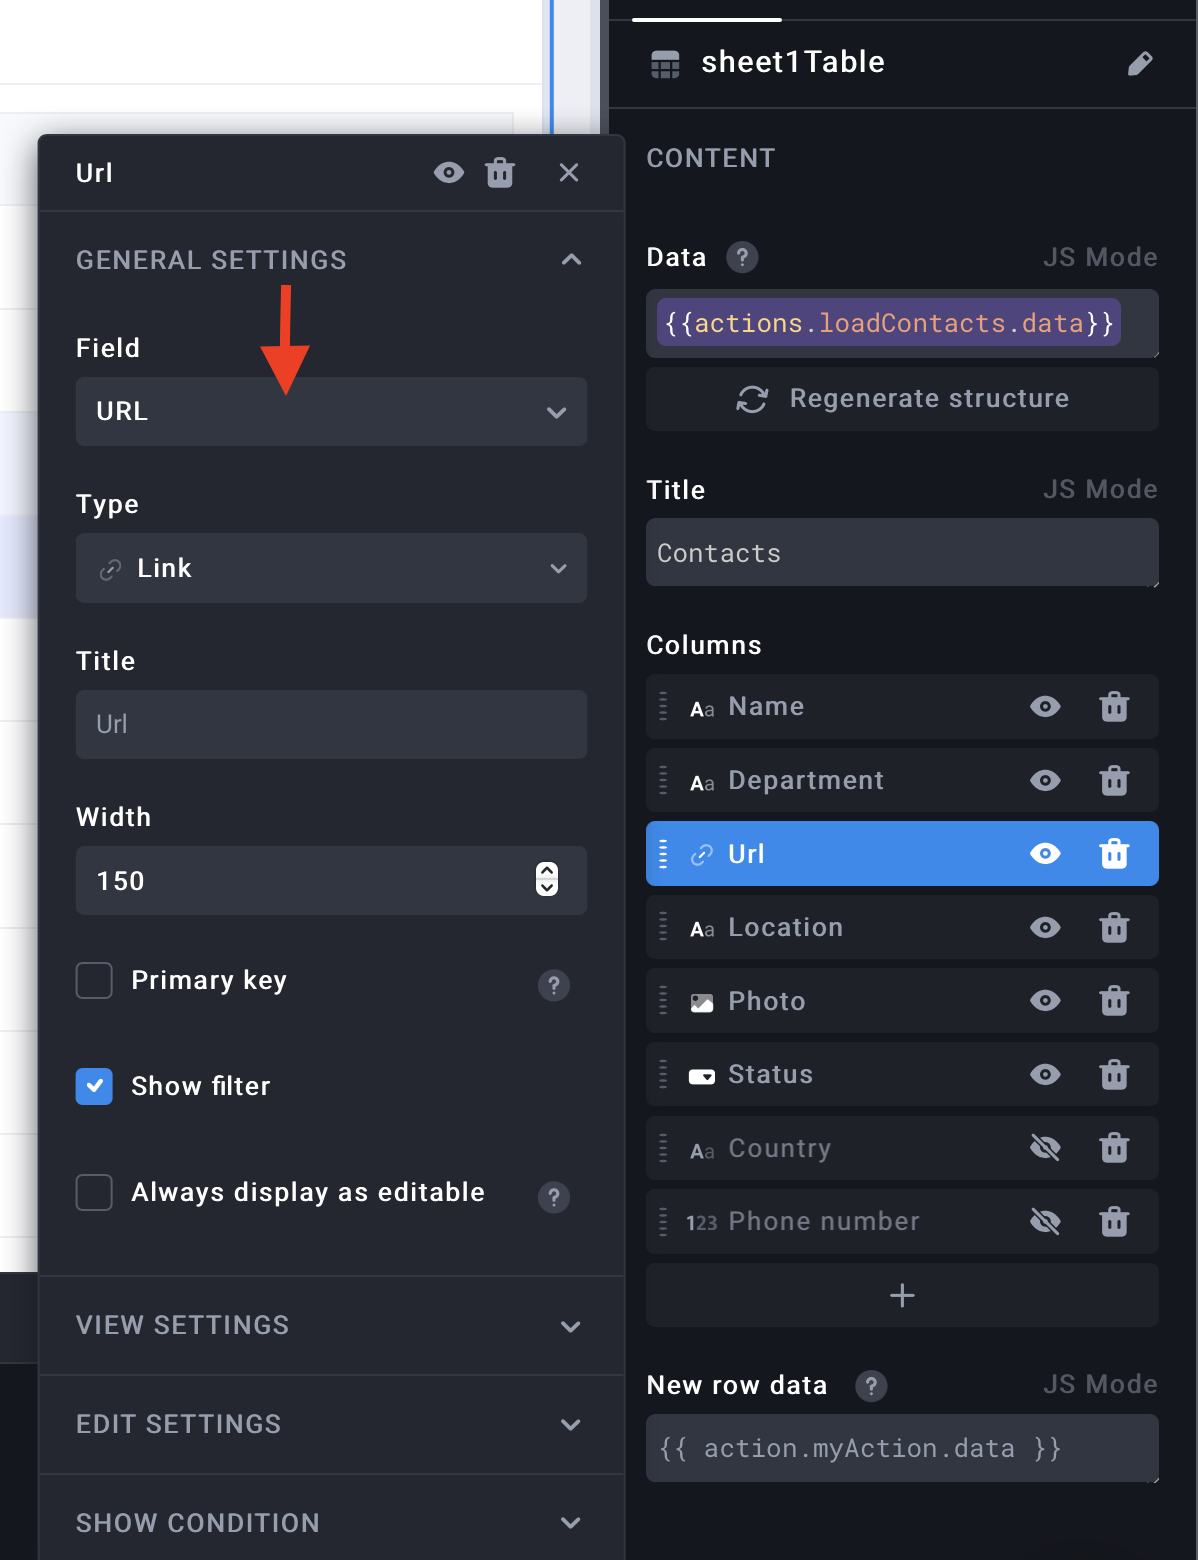 Url
GENERAL SETTINGS
Field
URL
Type
Link
Title
Url
Width
150
Primary key ?
Show filter
Always display as editable ?
VIEW SETTINGS
EDIT SETTINGS
SHOW CONDITION
sheet1Table
CONTENT
Data ? JS Mode
{{actions.loadContacts.data}}
Regenerate structure
Title JS Mode
Contacts
Columns
Aa Name
Aa Department
Url
Aa Location
Photo
Status
Aa Country
123 Phone number
+
New row data ? JS Mode
{{ action.myAction.data }}